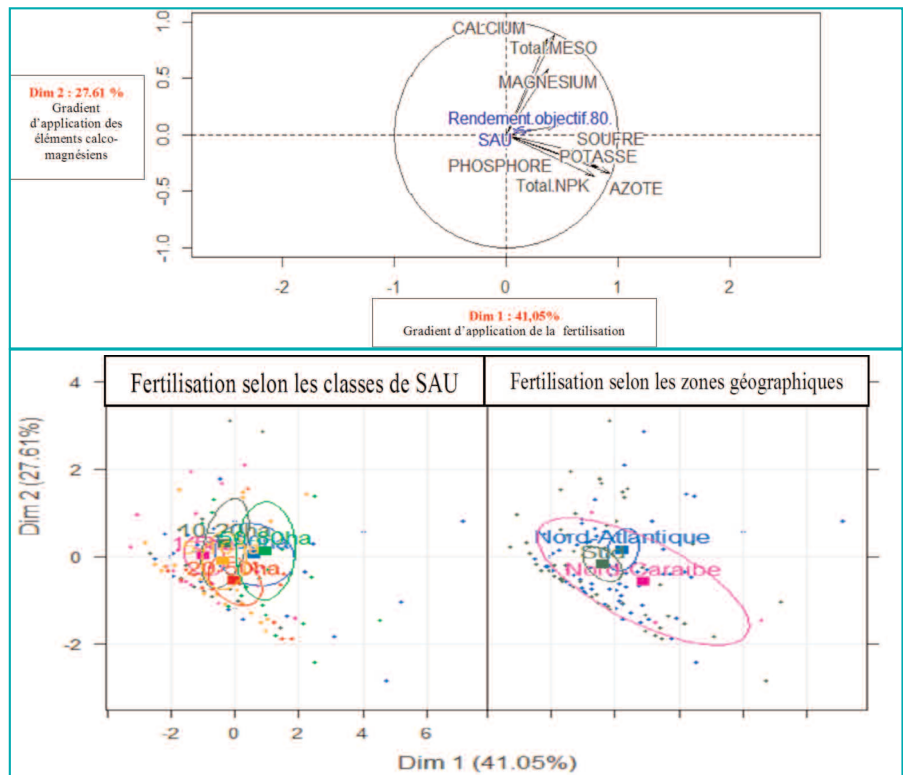 1.0
0.5
0.0
-0.5
-1.0
CALCIUM
Total.MESO
MAGNESIUM
Rendement.objectif.80.
SAU
SOUFRE
POTASSE
PHOSPHORE
Total.NPK
AZOTE
-2
-1
0
1
2
Dim 2 : 27.61 %
Gradient
d'application des
éléments calco-
magnésiens
Dim 1 : 41,05%
Gradient d'application de la fertilisation
Fertilisation selon les classes de SAU
Fertilisation selon les zones géographiques
Dim 2 (27.61%)
4
2
0
-2
10-20ha
20-50ha
Nord-Atlantique
Nord-Caraibe
-2
0
2
4
6
Dim 1 (41.05%)